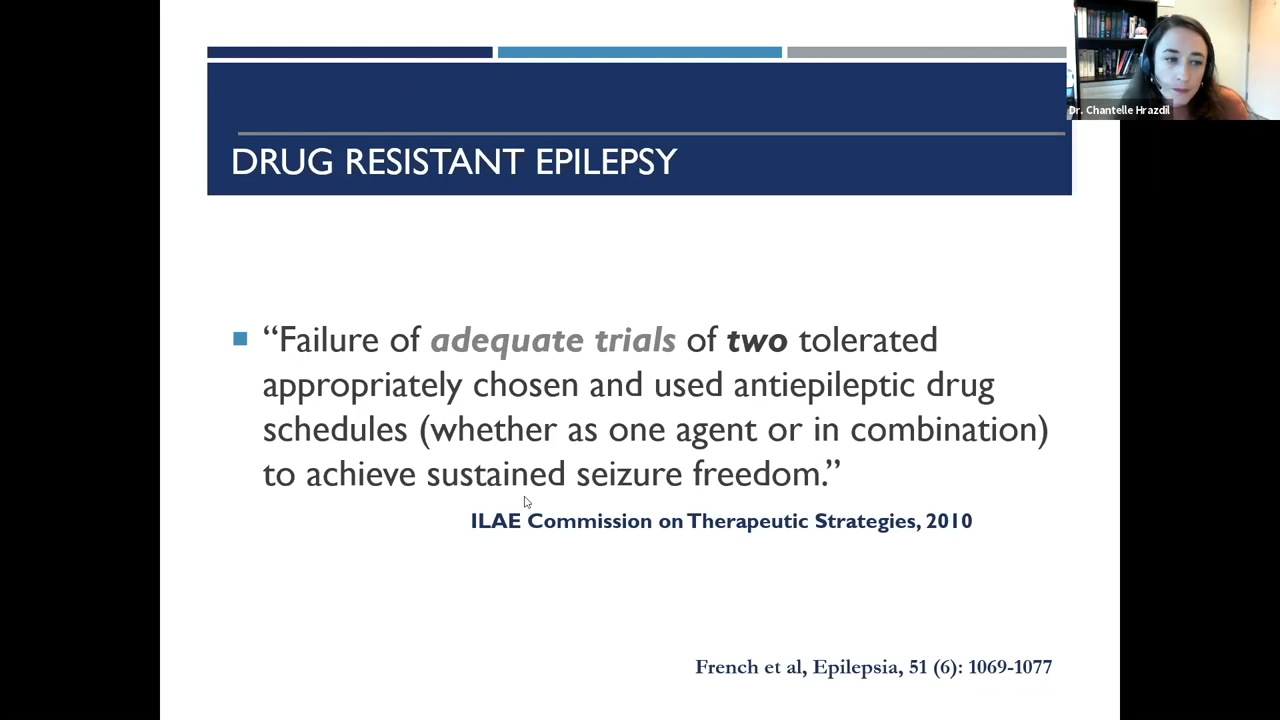 Dr. Chantelle Hrazdil
DRUG RESISTANT EPILEPSY
“Failure of adequate trials of two tolerated
appropriately chosen and used antiepileptic drug
schedules (whether as one agent or in combination)
to achieve sustained seizure freedom.”
ILAE Commission on Therapeutic Strategies, 2010
French et al, Epilepsia, 51 (6): 1069-1077